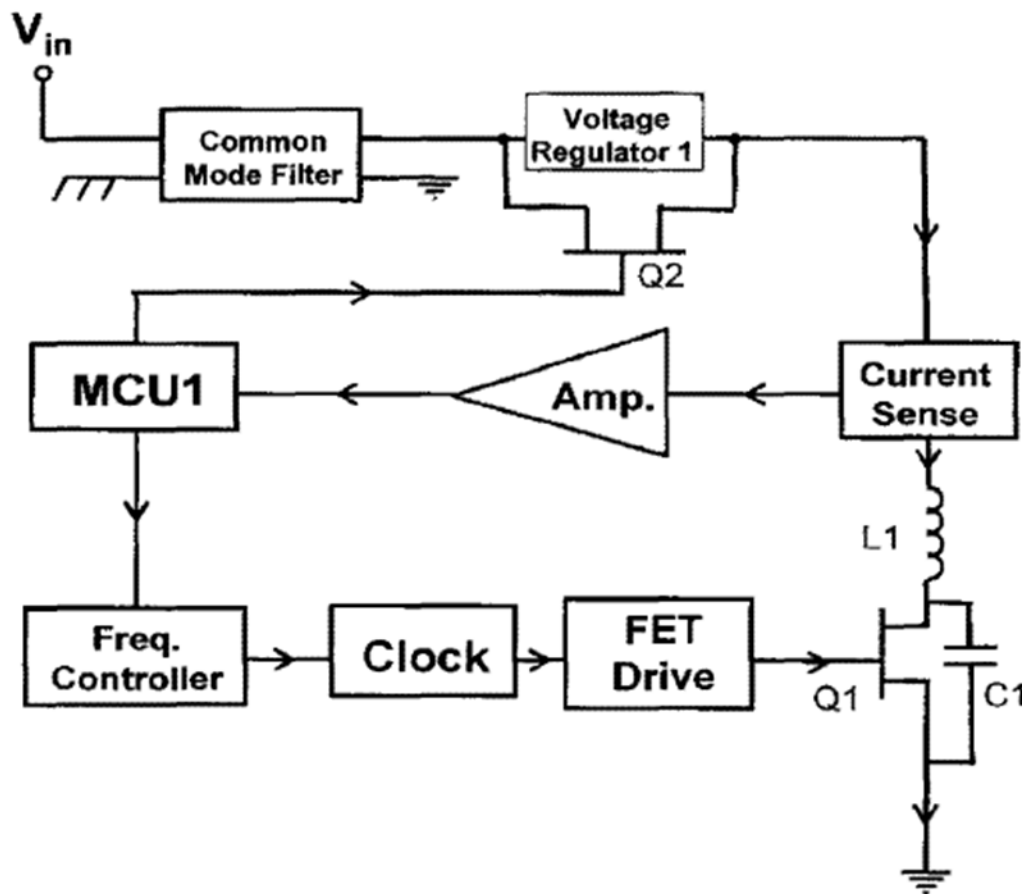 Vin
Common
Mode Filter
Voltage
Regulator 1
Q2
MCU1
Amp.
Current
Sense
L1
Freq.
Controller
Clock
FET
Drive
Q1
C1